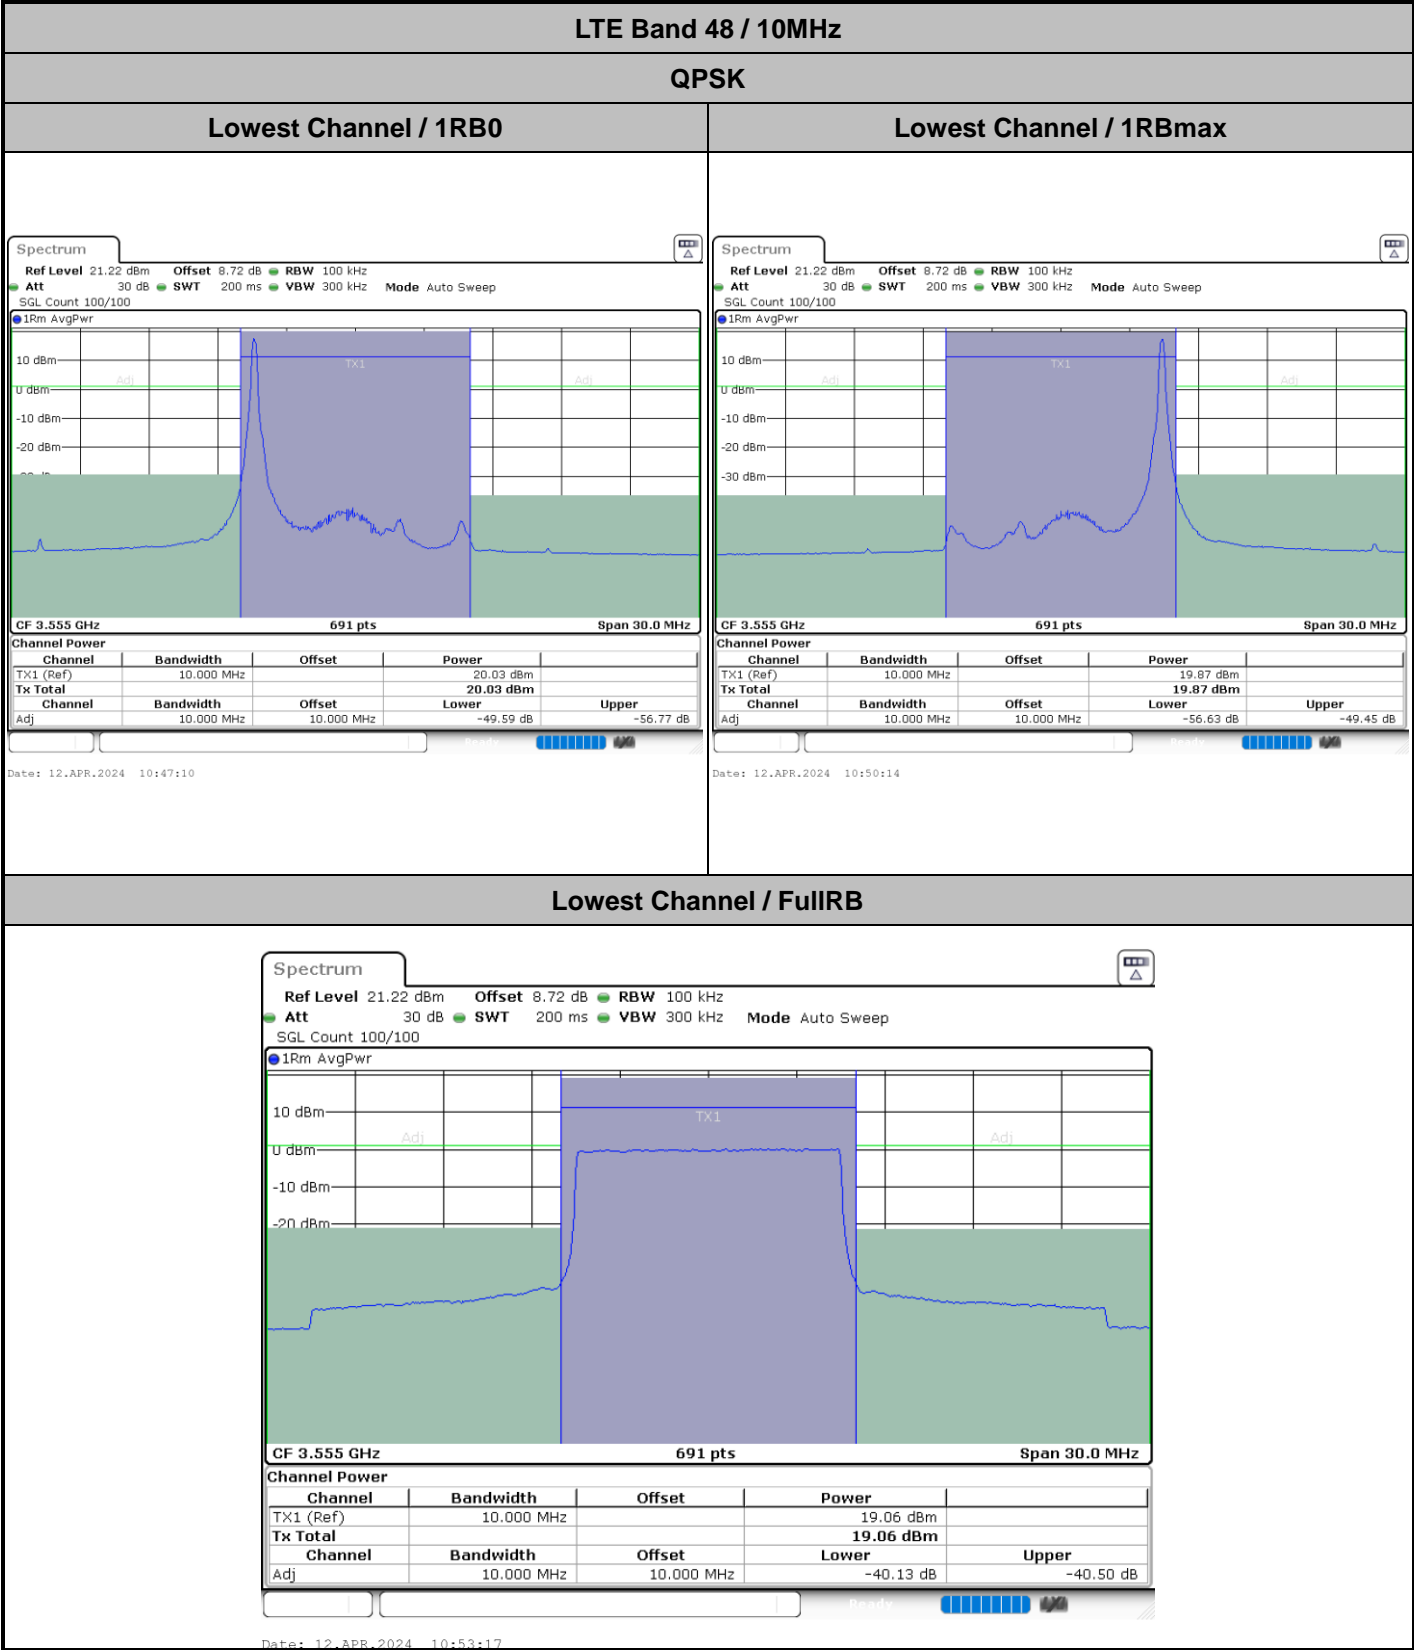 LTE Band 48 / 10MHz
QPSK
Lowest Channel / 1RB0
Lowest Channel / 1RBmax
Spectrum
Ref Level 21.22 dBm Offset 8.72 dB RBW 100 kHz
Att 30 dB SWT 200 ms VBW 300 kHz Mode Auto Sweep
SGL Count 100/100
1Rm AvgPwr
10 dBm
TX1
Adj
Adj
0 dBm
-10 dBm
-20 dBm
CF 3.555 GHz 691 pts Span 30.0 MHz
Channel Power
Channel Bandwidth Offset Power
TX1 (Ref) 10.000 MHz 20.03 dBm
Tx Total 20.03 dBm
Channel Bandwidth Offset Lower Upper
Adj 10.000 MHz 10.000 MHz -49.59 dB -56.77 dB
Ready
Date: 12.APR.2024 10:47:10
Spectrum
Ref Level 21.22 dBm Offset 8.72 dB RBW 100 kHz
Att 30 dB SWT 200 ms VBW 300 kHz Mode Auto Sweep
SGL Count 100/100
1Rm AvgPwr
10 dBm
TX1
Adj
Adj
0 dBm
-10 dBm
-20 dBm
-30 dBm
CF 3.555 GHz 691 pts Span 30.0 MHz
Channel Power
Channel Bandwidth Offset Power
TX1 (Ref) 10.000 MHz 19.87 dBm
Tx Total 19.87 dBm
Channel Bandwidth Offset Lower Upper
Adj 10.000 MHz 10.000 MHz -56.63 dB -49.45 dB
Ready
Date: 12.APR.2024 10:50:14
Lowest Channel / FullRB
Spectrum
Ref Level 21.22 dBm Offset 8.72 dB RBW 100 kHz
Att 30 dB SWT 200 ms VBW 300 kHz Mode Auto Sweep
SGL Count 100/100
1Rm AvgPwr
10 dBm
TX1
Adj
Adj
0 dBm
-10 dBm
-20 dBm
CF 3.555 GHz 691 pts Span 30.0 MHz
Channel Power
Channel Bandwidth Offset Power
TX1 (Ref) 10.000 MHz 19.06 dBm
Tx Total 19.06 dBm
Channel Bandwidth Offset Lower Upper
Adj 10.000 MHz 10.000 MHz -40.13 dB -40.50 dB
Ready
Date: 12.APR.2024 10:53:17